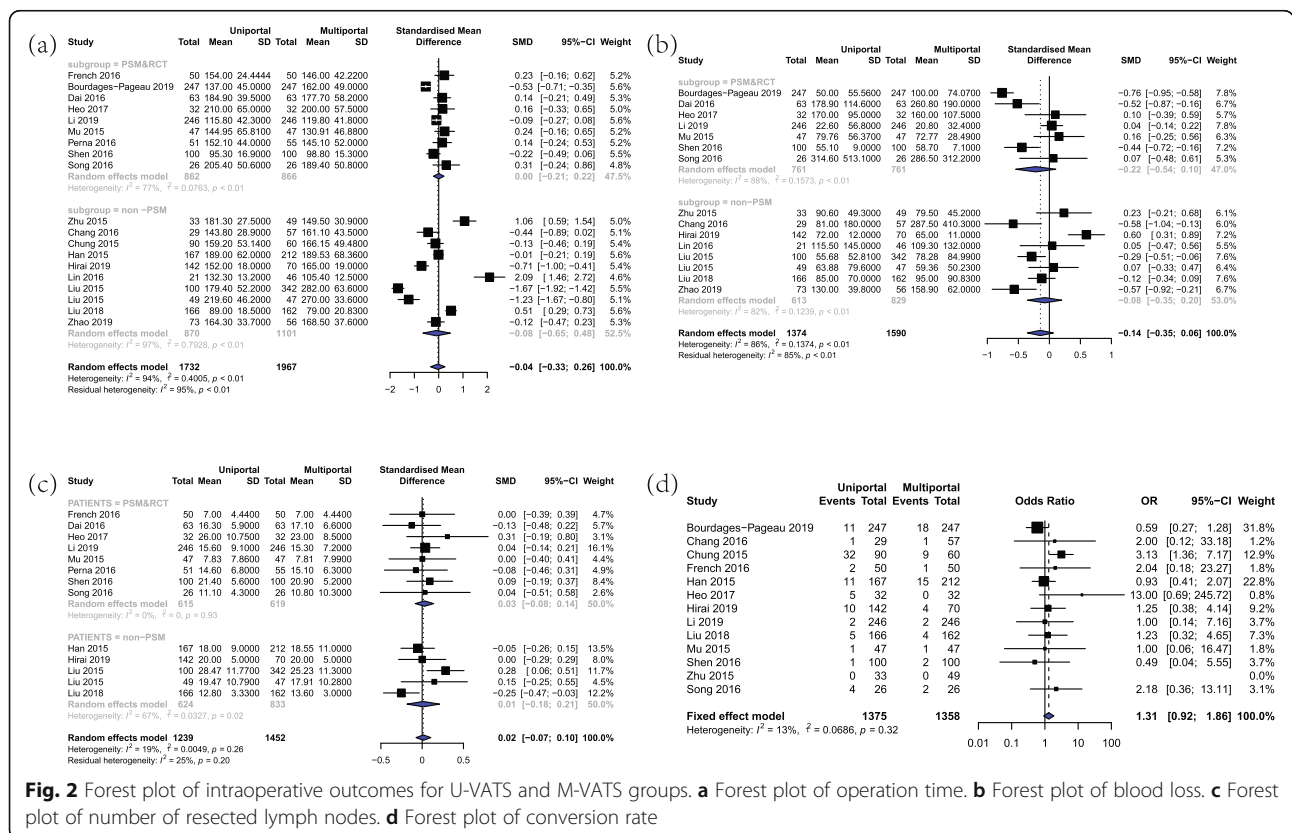 (a)
Uniportal Multiportal Standardised Mean
Study Total Mean SD Total Mean SD Difference SMD 95%-CI Weight
subgroup = PSM&RCT
French 2016 50 154.00 24.4444 50 146.00 42.2200 0.23 [-0.16; 0.62] 5.2%
Bourdages-Pageau 2019 247 137.00 45.0000 247 162.00 49.0000 -0.53 [-0.71; -0.35] 5.6%
Dai 2016 63 184.90 39.5000 63 177.70 58.2000 0.14 [-0.21; 0.49] 5.3%
Heo 2017 32 210.00 66.0000 32 200.00 57.5000 0.16 [-0.33; 0.65] 5.0%
Li 2019 246 115.80 42.3000 246 119.80 41.8000 -0.09 [-0.27; 0.08] 5.6%
Mu 2015 47 144.95 65.8100 47 130.91 46.8800 0.24 [-0.16; 0.65] 5.2%
Perna 2016 51 152.10 44.0000 55 145.10 52.0000 0.14 [-0.24; 0.53] 5.2%
Shen 2016 100 95.30 16.9000 100 98.80 15.3000 -0.22 [-0.49; 0.06] 5.4%
Song 2016 26 205.40 50.6000 26 189.40 50.8000 0.31 [-0.24; 0.86] 4.9%
Random effects model 862 866 0.00 [-0.21; 0.22] 47.5%
Heterogeneity: I² = 77%, τ² = 0.0763, p < 0.01
subgroup = non -PSM
Zhu 2015 33 181.30 27.5000 49 149.50 30.9000 1.06 [ 0.59; 1.54] 5.0%
Chang 2016 29 143.80 28.9000 57 161.10 43.5000 -0.44 [-0.89; 0.02] 5.1%
Chung 2015 90 159.20 53.1400 60 166.15 49.4800 -0.13 [-0.46; 0.19] 5.3%
Han 2015 167 189.00 62.0000 212 189.53 68.3600 -0.01 [-0.21; 0.19] 5.5%
Hirai 2019 142 152.00 18.0000 70 165.00 19.0000 -0.71 [-1.00; -0.41] 5.4%
Lin 2016 21 132.30 13.2000 46 105.40 12.5000 2.09 [ 1.46; 2.72] 4.7%
Liu 2015 100 179.40 52.2000 342 282.00 63.6000 -1.67 [-1.92; -1.42] 5.4%
Liu 2015 49 219.60 46.2000 47 270.00 33.6000 -1.23 [-1.67; -0.80] 5.1%
Liu 2018 166 89.00 18.5000 162 79.00 20.8300 0.51 [ 0.29; 0.73] 5.5%
Zhao 2019 73 164.30 33.7000 56 168.50 37.6000 -0.12 [-0.47; 0.23] 5.3%
Random effects model 870 1101 -0.08 [-0.65; 0.48] 52.5%
Heterogeneity: I² = 97%, τ² = 0.7928, p < 0.01
Random effects model 1732 1967 -0.04 [-0.33; 0.26] 100.0%
Heterogeneity: I² = 94%, τ² = 0.4005, p < 0.01
Residual heterogeneity: I² = 95%, p < 0.01
-2 -1 0 1 2
(b)
Uniportal Multiportal Standardised Mean
Study Total Mean SD Total Mean SD Difference SMD 95%-CI Weight
subgroup = PSM&RCT
Bourdages-Pageau 2019 247 50.00 55.5600 247 100.00 74.0700 -0.76 [-0.95; -0.58] 7.8%
Dai 2016 63 178.90 114.6000 63 260.80 190.0000 -0.52 [-0.87; -0.16] 6.7%
Heo 2017 32 170.00 95.0000 32 160.00 107.5000 0.10 [-0.39; 0.59] 5.7%
Li 2019 246 22.60 56.8000 246 20.80 32.4000 0.04 [-0.14; 0.22] 7.8%
Mu 2015 47 79.76 56.3700 47 72.77 28.4900 0.16 [-0.25; 0.56] 6.3%
Shen 2016 100 55.10 9.0000 100 58.70 7.1000 -0.44 [-0.72; -0.16] 7.2%
Song 2016 26 314.60 513.1000 26 286.50 312.2000 0.07 [-0.48; 0.61] 5.3%
Random effects model 761 761 -0.22 [-0.54; 0.10] 47.0%
Heterogeneity: I² = 88%, τ² = 0.1573, p < 0.01
subgroup = non-PSM
Zhu 2015 33 90.60 49.3000 49 79.50 45.2000 0.23 [-0.21; 0.68] 6.1%
Chang 2016 29 81.00 180.0000 57 287.50 410.3000 -0.58 [-1.04; -0.13] 6.0%
Hirai 2019 142 72.00 12.0000 70 65.00 11.0000 0.60 [ 0.31; 0.89] 7.2%
Lin 2016 21 115.50 145.0000 46 109.30 132.0000 0.05 [-0.47; 0.56] 5.5%
Liu 2015 100 55.68 52.8100 342 78.28 84.9900 -0.29 [-0.51; -0.06] 7.5%
Liu 2015 49 63.88 79.6000 47 59.36 50.2300 0.07 [-0.33; 0.47] 6.4%
Liu 2018 166 85.00 70.0000 162 95.00 90.8300 -0.12 [-0.34; 0.09] 7.6%
Zhao 2019 73 130.00 39.8000 56 158.90 62.0000 -0.57 [-0.92; -0.21] 6.7%
Random effects model 613 829 -0.08 [-0.35; 0.20] 53.0%
Heterogeneity: I² = 82%, τ² = 0.1239, p < 0.01
Random effects model 1374 1590 -0.14 [-0.35; 0.06] 100.0%
Heterogeneity: I² = 86%, τ² = 0.1374, p < 0.01
Residual heterogeneity: I² = 85%, p < 0.01
-1 -0.5 0 0.5 1
(c)
Uniportal Multiportal Standardised Mean
Study Total Mean SD Total Mean SD Difference SMD 95%-CI Weight
PATIENTS = PSM&RCT
French 2016 50 7.00 4.4400 50 7.00 4.4400 0.00 [-0.39; 0.39] 4.7%
Dai 2016 63 16.30 5.9000 63 17.10 6.6000 -0.13 [-0.48; 0.22] 5.7%
Heo 2017 32 26.00 10.7500 32 23.00 8.5000 0.31 [-0.19; 0.80] 3.1%
Li 2019 246 15.60 9.1000 246 15.30 7.2000 0.04 [-0.14; 0.21] 16.1%
Mu 2015 47 7.83 7.8600 47 7.81 7.9900 0.00 [-0.40; 0.41] 4.4%
Perna 2016 51 14.60 6.8000 55 15.10 6.3000 -0.08 [-0.46; 0.31] 4.9%
Shen 2016 100 21.40 5.6000 100 20.90 5.2000 0.09 [-0.19; 0.37] 8.4%
Song 2016 26 11.10 4.3000 26 10.80 10.3000 0.04 [-0.51; 0.58] 2.6%
Random effects model 615 619 0.03 [-0.08; 0.14] 50.0%
Heterogeneity: I² = 0%, τ² = 0, p = 0.93
PATIENTS = non-PSM
Han 2015 167 18.00 9.0000 212 18.55 11.0000 -0.05 [-0.26; 0.15] 13.5%
Hirai 2019 142 20.00 5.0000 70 20.00 5.0000 0.00 [-0.29; 0.29] 8.0%
Liu 2015 100 28.47 11.7700 342 25.23 11.3000 0.28 [ 0.06; 0.51] 11.7%
Liu 2015 49 19.47 10.7900 47 17.91 10.2800 0.15 [-0.25; 0.55] 4.5%
Liu 2018 166 12.80 3.3300 162 13.60 3.0000 -0.25 [-0.47; -0.03] 12.2%
Random effects model 624 833 0.01 [-0.18; 0.21] 50.0%
Heterogeneity: I² = 67%, τ² = 0.0327, p = 0.02
Random effects model 1239 1452 0.02 [-0.07; 0.10] 100.0%
Heterogeneity: I² = 19%, τ² = 0.0049, p = 0.26
Residual heterogeneity: I² = 25%, p = 0.20
-0.5 0 0.5
(d)
Uniportal Multiportal
Study Events Total Events Total Odds Ratio OR 95%-CI Weight
Bourdages-Pageau 2019 11 247 18 247 0.59 [0.27; 1.28] 31.8%
Chang 2016 1 29 1 57 2.00 [0.12; 33.18] 1.2%
Chung 2015 32 90 9 60 3.13 [1.36; 7.17] 12.9%
French 2016 2 50 1 50 2.04 [0.18; 23.27] 1.7%
Han 2015 11 167 15 212 0.93 [0.41; 2.07] 22.8%
Heo 2017 5 32 0 32 13.00 [0.69; 245.72] 0.8%
Hirai 2019 10 142 4 70 1.25 [0.38; 4.14] 9.2%
Li 2019 2 246 2 246 1.00 [0.14; 7.16] 3.7%
Liu 2018 5 166 4 162 1.23 [0.32; 4.65] 7.3%
Mu 2015 1 47 1 47 1.00 [0.06; 16.47] 1.8%
Shen 2016 1 100 2 100 0.49 [0.04; 5.55] 3.7%
Zhu 2015 0 33 0 49 0.0%
Song 2016 4 26 2 26 2.18 [0.36; 13.11] 3.1%
Fixed effect model 1375 1358 1.31 [0.92; 1.86] 100.0%
Heterogeneity: I² = 13%, τ² = 0.0686, p = 0.32
0.01 0.1 1 10 100
Fig. 2 Forest plot of intraoperative outcomes for U-VATS and M-VATS groups. a Forest plot of operation time. b Forest plot of blood loss. c Forest
plot of number of resected lymph nodes. d Forest plot of conversion rate